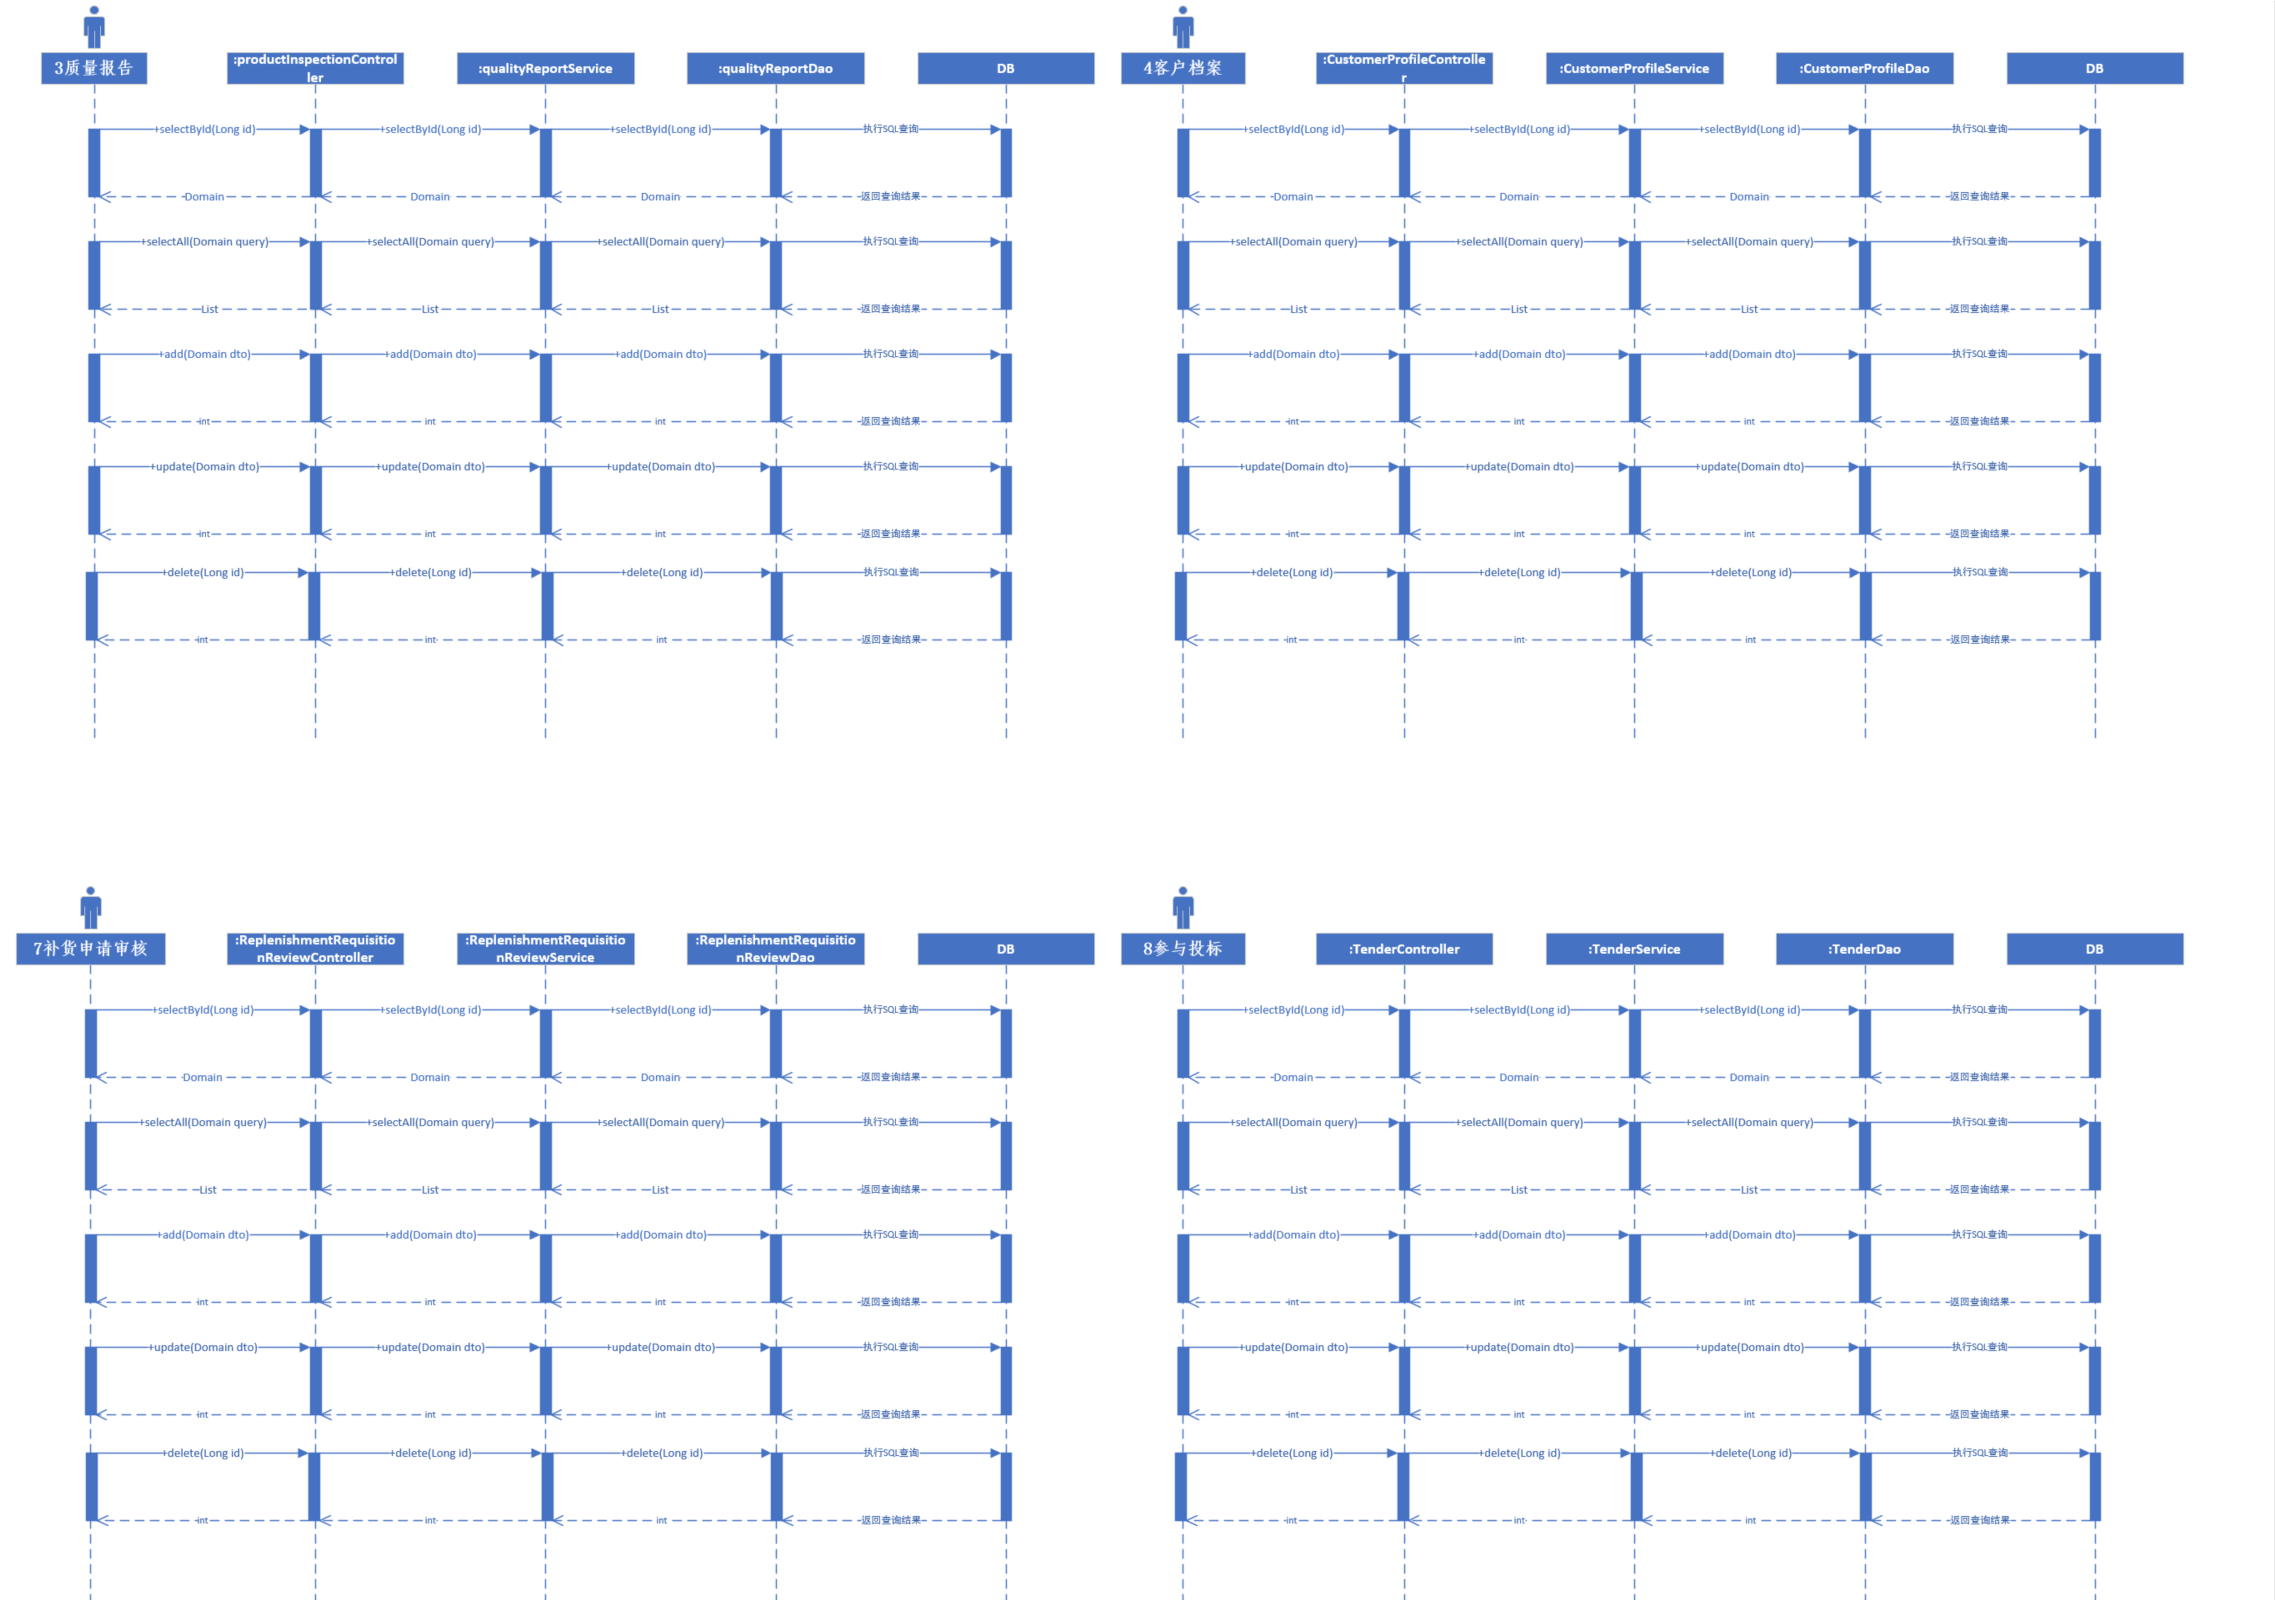 3质量报告
:productInspectionControl
ler
:qualityReportService
:qualityReportDao
DB
+selectById(Long id)
+selectById(Long id)
+selectById(Long id)
执行SQL查询
Domain
Domain
Domain
返回查询结果
+selectAll(Domain query)
+selectAll(Domain query)
+selectAll(Domain query)
执行SQL查询
List
List
List
返回查询结果
+add(Domain dto)
+add(Domain dto)
+add(Domain dto)
执行SQL查询
int
int
int
返回查询结果
+update(Domain dto)
+update(Domain dto)
+update(Domain dto)
执行SQL查询
int
int
int
返回查询结果
+delete(Long id)
+delete(Long id)
+delete(Long id)
执行SQL查询
int
int
int
返回查询结果
4客户档案
:CustomerProfileControlle
r
:CustomerProfileService
:CustomerProfileDao
DB
+selectById(Long id)
+selectById(Long id)
+selectById(Long id)
执行SQL查询
Domain
Domain
Domain
返回查询结果
+selectAll(Domain query)
+selectAll(Domain query)
+selectAll(Domain query)
执行SQL查询
List
List
List
返回查询结果
+add(Domain dto)
+add(Domain dto)
+add(Domain dto)
执行SQL查询
int
int
int
返回查询结果
+update(Domain dto)
+update(Domain dto)
+update(Domain dto)
执行SQL查询
int
int
int
返回查询结果
+delete(Long id)
+delete(Long id)
+delete(Long id)
执行SQL查询
int
int
int
返回查询结果
7补货申请审核
:ReplenishmentRequisitio
nReviewController
:ReplenishmentRequisitio
nReviewService
:ReplenishmentRequisitio
nReviewDao
DB
+selectById(Long id)
+selectById(Long id)
+selectById(Long id)
执行SQL查询
Domain
Domain
Domain
返回查询结果
+selectAll(Domain query)
+selectAll(Domain query)
+selectAll(Domain query)
执行SQL查询
List
List
List
返回查询结果
+add(Domain dto)
+add(Domain dto)
+add(Domain dto)
执行SQL查询
int
int
int
返回查询结果
+update(Domain dto)
+update(Domain dto)
+update(Domain dto)
执行SQL查询
int
int
int
返回查询结果
+delete(Long id)
+delete(Long id)
+delete(Long id)
执行SQL查询
int
int
int
返回查询结果
8参与投标
:TenderController
:TenderService
:TenderDao
DB
+selectById(Long id)
+selectById(Long id)
+selectById(Long id)
执行SQL查询
Domain
Domain
Domain
返回查询结果
+selectAll(Domain query)
+selectAll(Domain query)
+selectAll(Domain query)
执行SQL查询
List
List
List
返回查询结果
+add(Domain dto)
+add(Domain dto)
+add(Domain dto)
执行SQL查询
int
int
int
返回查询结果
+update(Domain dto)
+update(Domain dto)
+update(Domain dto)
执行SQL查询
int
int
int
返回查询结果
+delete(Long id)
+delete(Long id)
+delete(Long id)
执行SQL查询
int
int
int
返回查询结果